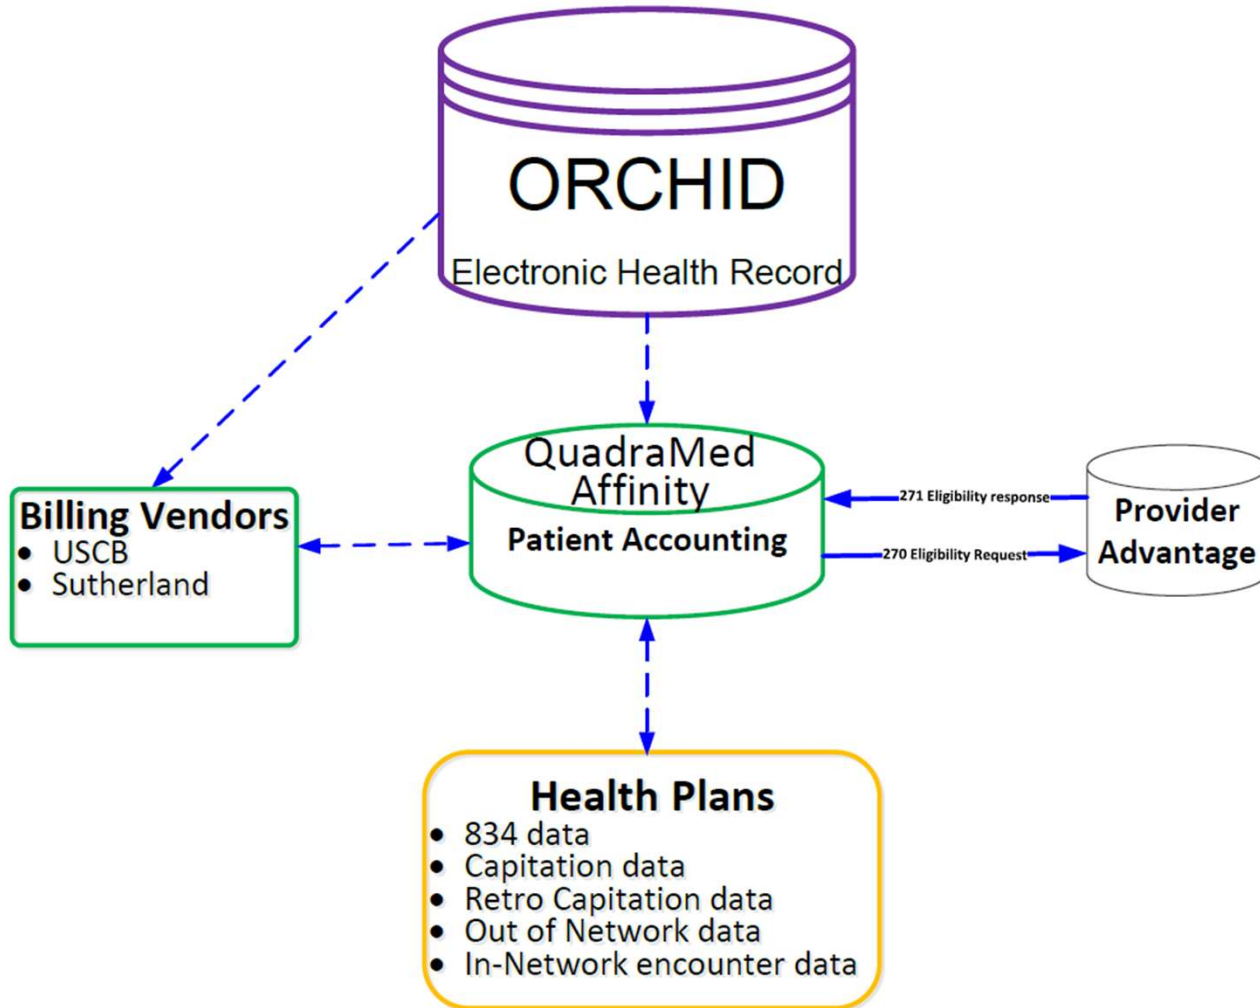 ORCHID
Electronic Health Record
QuadraMed
Affinity
Patient Accounting
271 Eligibility response
270 Eligibility Request
Provider
Advantage
Billing Vendors
• USCB
• Sutherland
Health Plans
• 834 data
• Capitation data
• Retro Capitation data
• Out of Network data
• In-Network encounter data